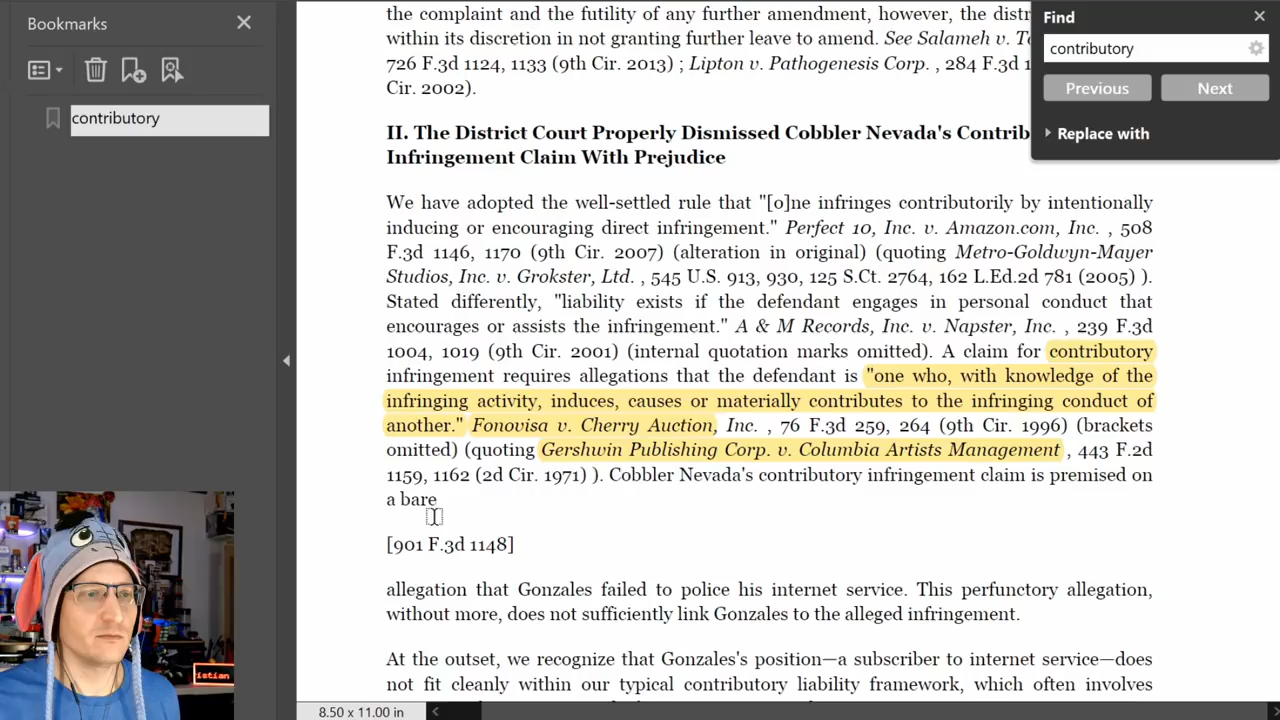 Bookmarks
contributory
the complaint and the futility of any further amendment, however, the distr
within its discretion in not granting further leave to amend. See Salameh v. Ta
726 F.3d 1124, 1133 (9th Cir. 2013) ; Lipton v. Pathogenesis Corp. , 284 F.3d 1
Cir. 2002).
II. The District Court Properly Dismissed Cobbler Nevada's Contrib
Infringement Claim With Prejudice
We have adopted the well-settled rule that "[o]ne infringes contributorily by intentionally
inducing or encouraging direct infringement." Perfect 10, Inc. v. Amazon.com, Inc. , 508
F.3d 1146, 1170 (9th Cir. 2007) (alteration in original) (quoting Metro-Goldwyn-Mayer
Studios, Inc. v. Grokster, Ltd. , 545 U.S. 913, 930, 125 S.Ct. 2764, 162 L.Ed.2d 781 (2005) ).
Stated differently, "liability exists if the defendant engages in personal conduct that
encourages or assists the infringement." A & M Records, Inc. v. Napster, Inc. , 239 F.3d
1004, 1019 (9th Cir. 2001) (internal quotation marks omitted). A claim for contributory
infringement requires allegations that the defendant is "one who, with knowledge of the
infringing activity, induces, causes or materially contributes to the infringing conduct of
another." Fonovisa v. Cherry Auction, Inc. , 76 F.3d 259, 264 (9th Cir. 1996) (brackets
omitted) (quoting Gershwin Publishing Corp. v. Columbia Artists Management , 443 F.2d
1159, 1162 (2d Cir. 1971) ). Cobbler Nevada's contributory infringement claim is premised on
a bare
[901 F.3d 1148]
allegation that Gonzales failed to police his internet service. This perfunctory allegation,
without more, does not sufficiently link Gonzales to the alleged infringement.
At the outset, we recognize that Gonzales's position—a subscriber to internet service—does
not fit cleanly within our typical contributory liability framework, which often involves
8.50 x 11.00 in
Find
contributory
Previous
Next
Replace with
istian